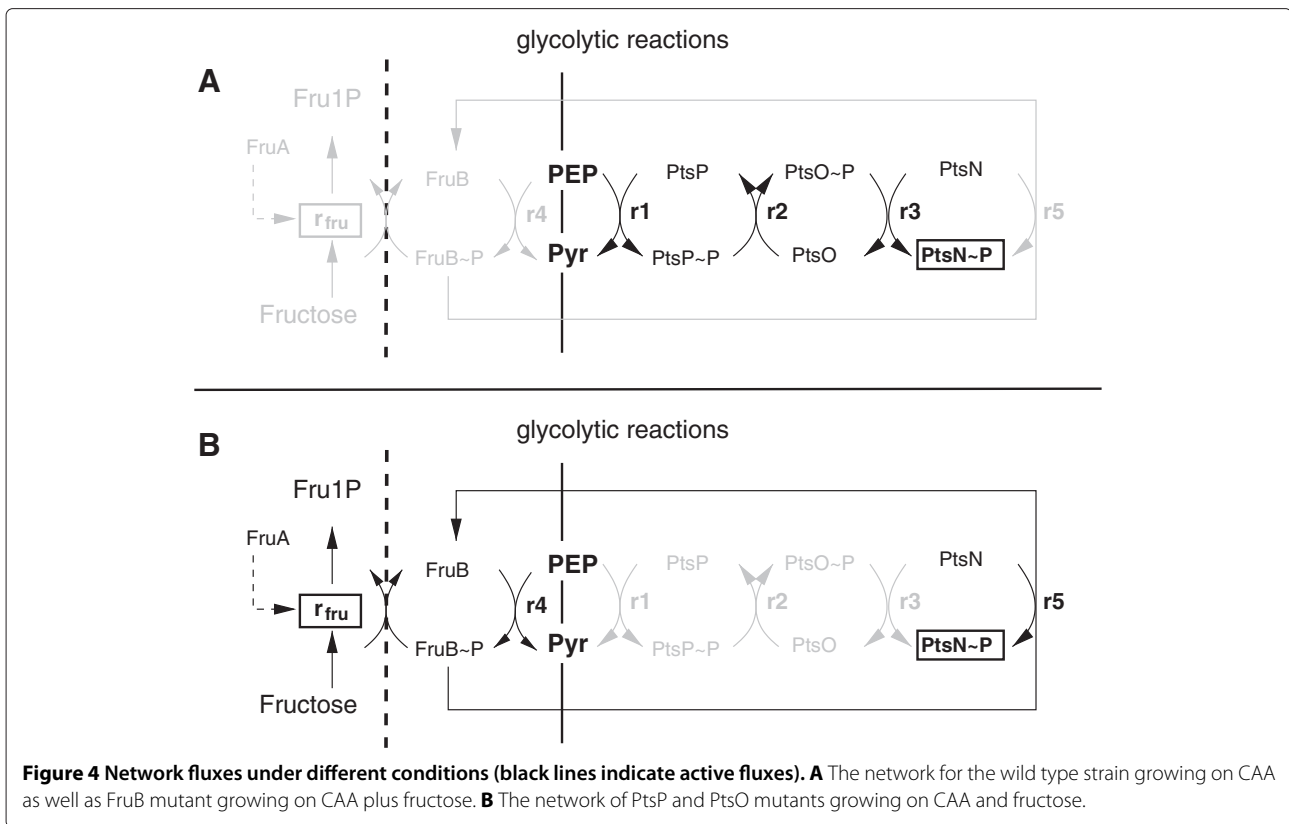 glycolytic reactions
A
Fru1P
FruA
FruB
PEP
PtsP
PtsO~P
PtsN
rfru
r4
r1
r2
r3
r5
FruB~P
Pyr
PtsP~P
PtsO
PtsN~P
Fructose
glycolytic reactions
B
Fru1P
FruA
FruB
PEP
PtsP
PtsO~P
PtsN
rfru
r4
r1
r2
r3
r5
FruB~P
Pyr
PtsP~P
PtsO
PtsN~P
Fructose
Figure 4 Network fluxes under different conditions (black lines indicate active fluxes). A The network for the wild type strain growing on CAA
as well as FruB mutant growing on CAA plus fructose. B The network of PtsP and PtsO mutants growing on CAA and fructose.